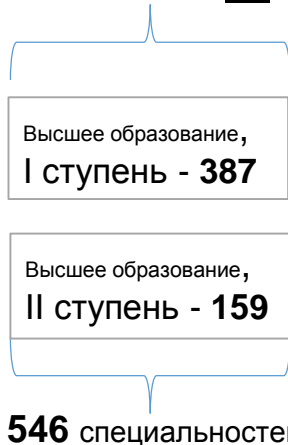 Высшее образование,
I ступень - 387
Высшее образование,
II ступень - 159
546 специальностей